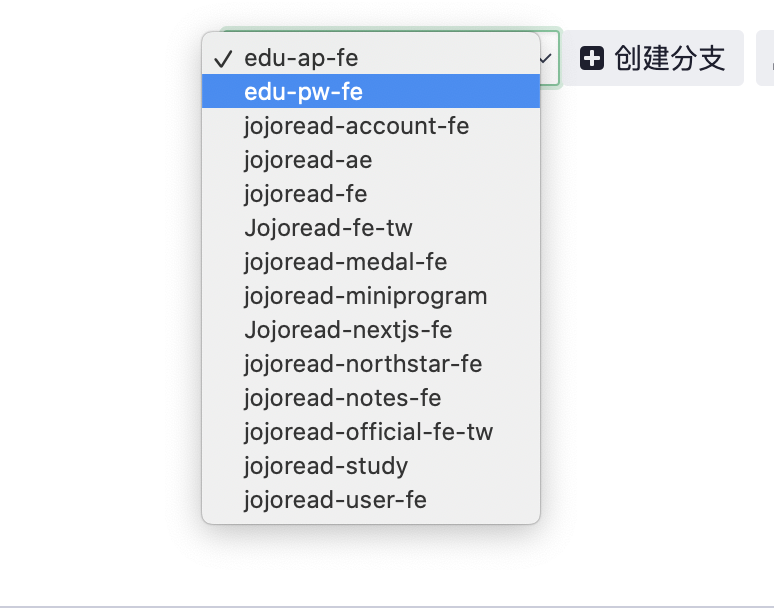 edu-ap-fe
创建分支
edu-pw-fe
jojoread-account-fe
jojoread-ae
jojoread-fe
Jojoread-fe-tw
jojoread-medal-fe
jojoread-miniprogram
Jojoread-nextjs-fe
jojoread-northstar-fe
jojoread-notes-fe
jojoread-official-fe-tw
jojoread-study
jojoread-user-fe